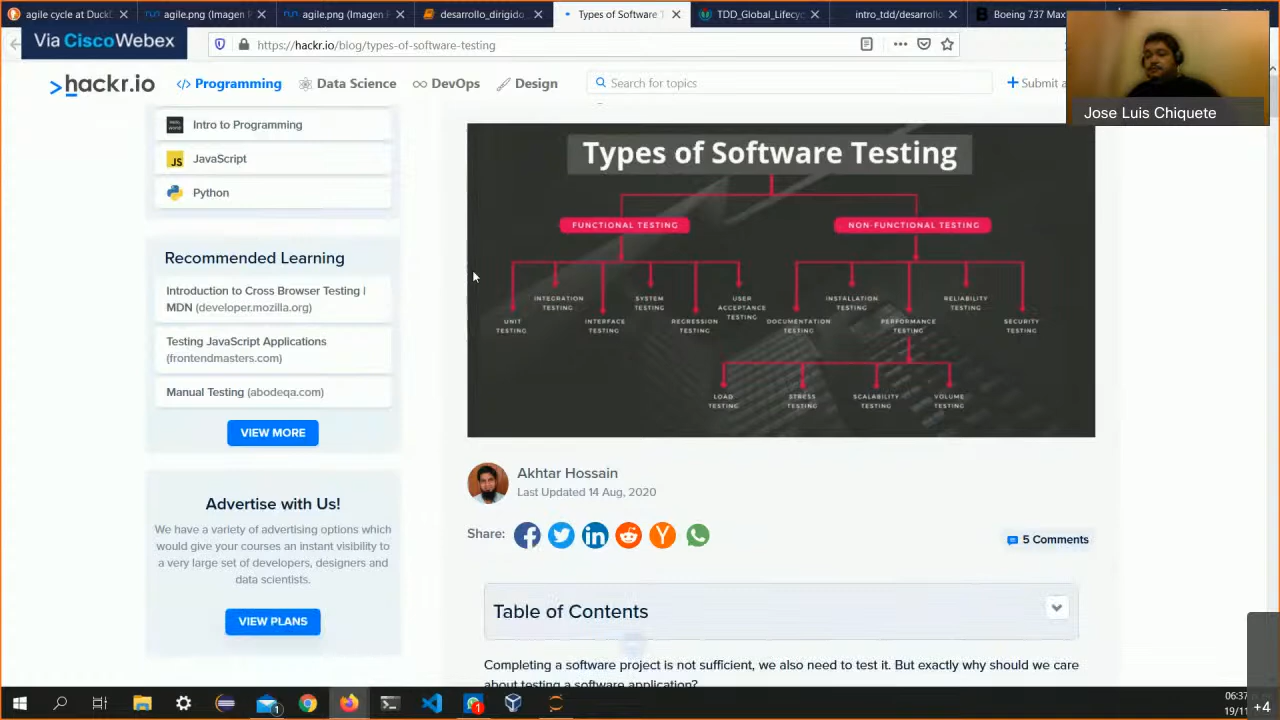 agile cycle at DuckD
agile.png (Imagen P
agile.png (Imagen P
desarrollo_dirigido_
Types of Software T
TDD_Global_Lifecyc
intro_tdd/desarroll
Boeing 737 Max
Via CiscoWebex
https://hackr.io/blog/types-of-software-testing
Jose Luis Chiquete
>hackr.io
</> Programming
Data Science
DevOps
Design
Search for topics
+ Submit a
Intro to Programming
JS JavaScript
Python
Recommended Learning
Introduction to Cross Browser Testing |
MDN (developer.mozilla.org)
Testing JavaScript Applications
(frontendmasters.com)
Manual Testing (abodeqa.com)
VIEW MORE
Advertise with Us!
We have a variety of advertising options which
would give your courses an instant visibility to
a very large set of developers, designers and
data scientists.
VIEW PLANS
Types of Software Testing
FUNCTIONAL TESTING
NON-FUNCTIONAL TESTING
UNIT
TESTING
INTEGRATION
TESTING
INTERFACE
TESTING
SYSTEM
TESTING
REGRESSION
TESTING
USER
ACCEPTANCE
TESTING
DOCUMENTATION
TESTING
INSTALLATION
TESTING
PERFORMANCE
TESTING
RELIABILITY
TESTING
SECURITY
TESTING
LOAD
TESTING
STRESS
TESTING
SCALABILITY
TESTING
VOLUME
TESTING
Akhtar Hossain
Last Updated 14 Aug, 2020
Share:
5 Comments
Table of Contents
Completing a software project is not sufficient, we also need to test it. But exactly why should we care
about testing a software application?
06:37
19/11
+4